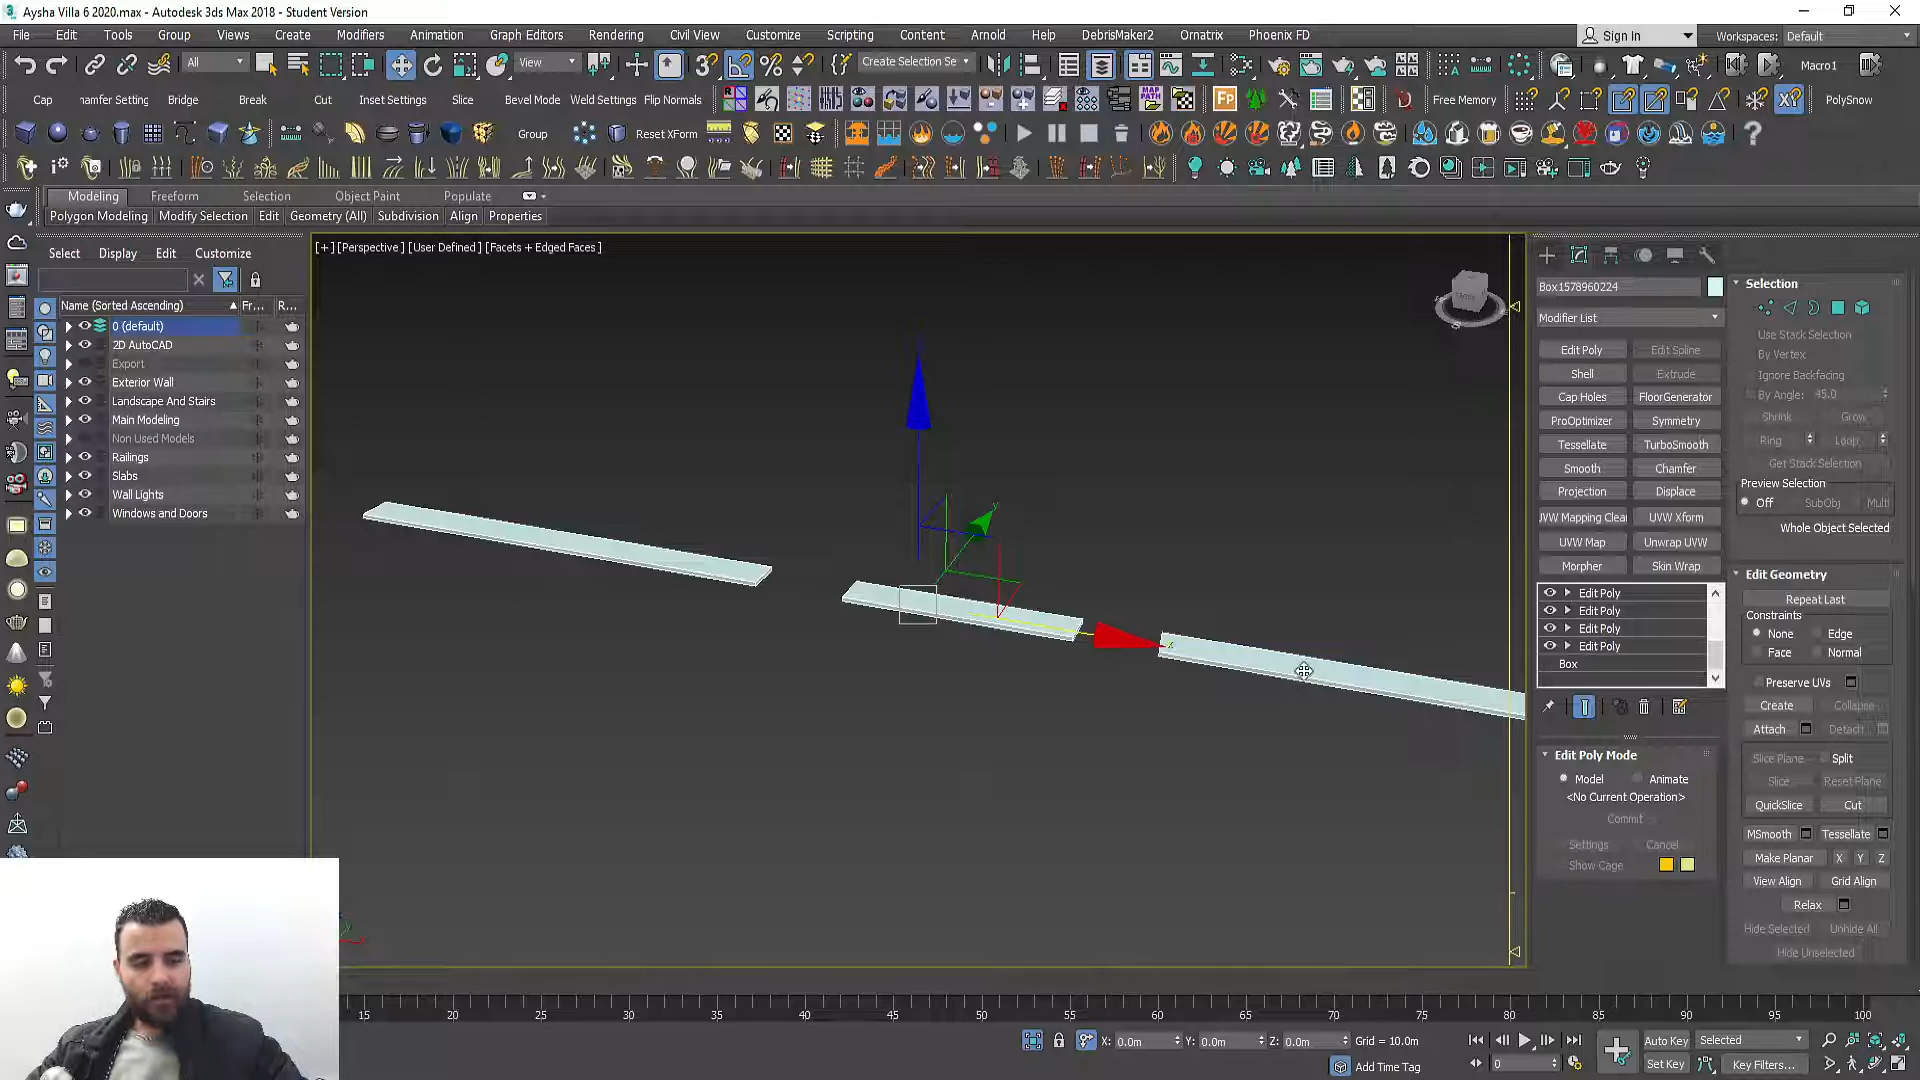 Aysha Villa 6 2020.max - Autodesk 3ds Max 2018 - Student Version
File Edit Tools Group Views Create Modifiers Animation Graph Editors Rendering Civil View Customize Scripting Content Arnold Help DebrisMaker2 Ornatrix Phoenix FD Sign In Workspaces: Default
All View Create Selection Se Macro1
Cap hamfer Setting Bridge Break Cut Inset Settings Slice Bevel Mode Weld Settings Flip Normals Free Memory PolySnow
Group Reset XForm
Modeling Freeform Selection Object Paint Populate
Polygon Modeling Modify Selection Edit Geometry (All) Subdivision Align Properties
Select Display Edit Customize
[+] [Perspective] [User Defined] [Facets + Edged Faces]
Name (Sorted Ascending) Fr... R...
0 (default)
2D AutoCAD
Export
Exterior Wall
Landscape And Stairs
Main Modeling
Non Used Models
Railings
Slabs
Wall Lights
Windows and Doors
Box1578960224
Modifier List
Edit Poly Edit Spline
Shell Extrude
Cap Holes FloorGenerator
ProOptimizer Symmetry
Tessellate TurboSmooth
Smooth Chamfer
Projection Displace
UVW Mapping Clea UVW Xform
UVW Map Unwrap UVW
Morpher Skin Wrap
Edit Poly
Edit Poly
Edit Poly
Edit Poly
Box
Edit Poly Mode
Model Animate
<No Current Operation>
Commit
Settings Cancel
Show Cage
Selection
Use Stack Selection
By Vertex
Ignore Backfacing
By Angle: 45.0
Shrink Grow
Ring Loop
Get Stack Selection
Preview Selection
Off SubObj Mult
Whole Object Selected
Edit Geometry
Repeat Last
Constraints
None Edge
Face Normal
Preserve UVs
Create Collapse
Attach Detach
Slice Plane Split
Slice Reset Plane
QuickSlice Cut
MSmooth Tessellate
Make Planar X Y Z
View Align Grid Align
Relax
Hide Selected Unhide All
Hide Unselected
15 20 25 30 35 40 45 50 55 60 65 70 75 80 85 90 95 100
X: 0.0m Y: 0.0m Z: 0.0m Grid = 10.0m Auto Key Selected
Add Time Tag 0 Set Key Key Filters...